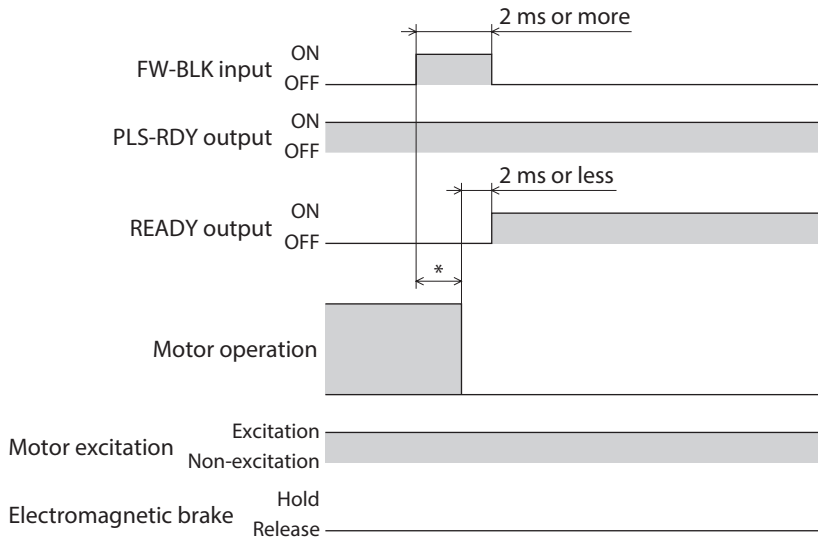 2 ms or more
FW-BLK input
ON
OFF
PLS-RDY output
ON
OFF
2 ms or less
READY output
ON
OFF
*
Motor operation
Motor excitation
Excitation
Non-excitation
Electromagnetic brake
Hold
Release